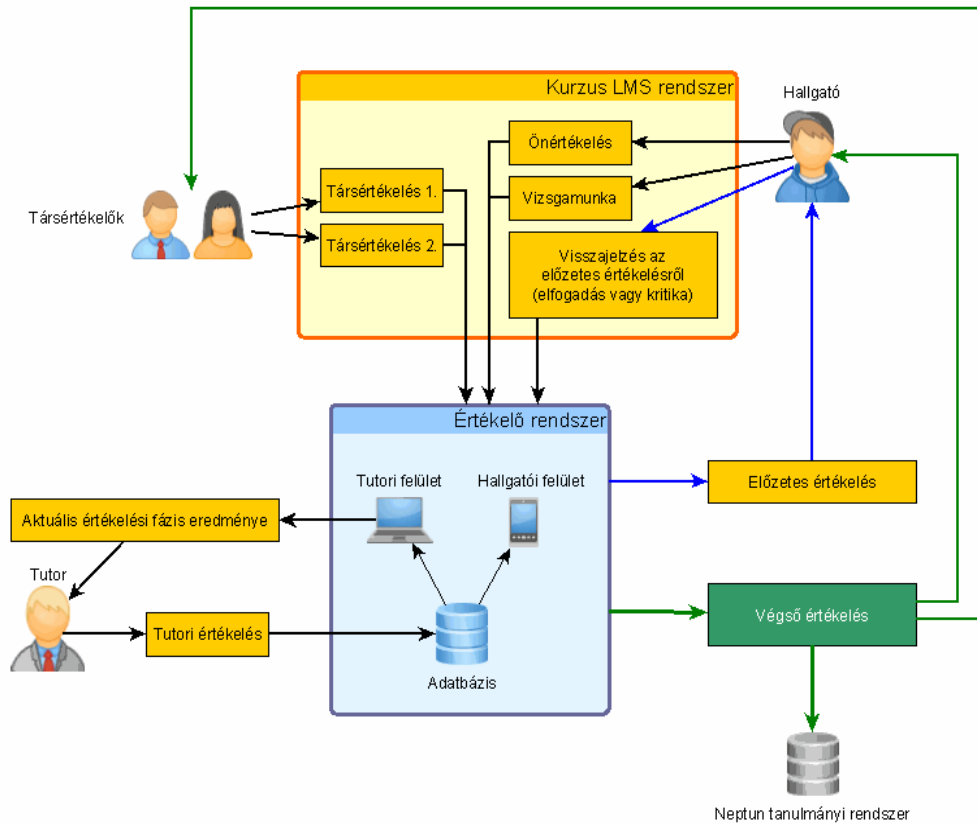 Kurzus LMS rendszer
Hallgató
Önértékelés
Társértékelés 1.
Vizsgamunka
Társértékelők
Társértékelés 2.
Visszajelzés az
előzetes értékelésről
(elfogadás vagy kritika)
Értékelő rendszer
Tutori felület
Hallgatói felület
Előzetes értékelés
Aktuális értékelési fázis eredménye
Tutor
Tutori értékelés
Végső értékelés
Adatbázis
Neptun tanulmányi rendszer